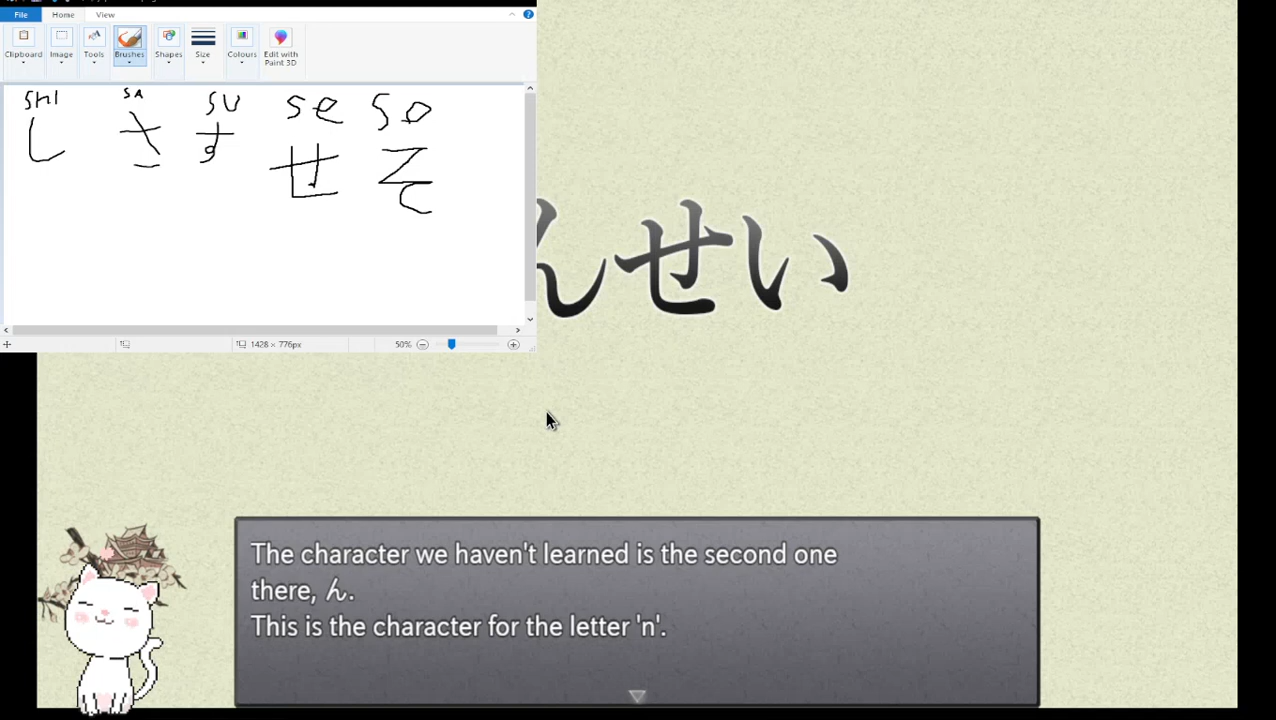 File Home View
Clipboard Image Tools Brushes Shapes Size Colours Edit with Paint 3D
SHI SA SU Se So
し さ す せ そ
1428 × 776px 50%
んせい
The character we haven't learned is the second one
there, ん.
This is the character for the letter 'n'.